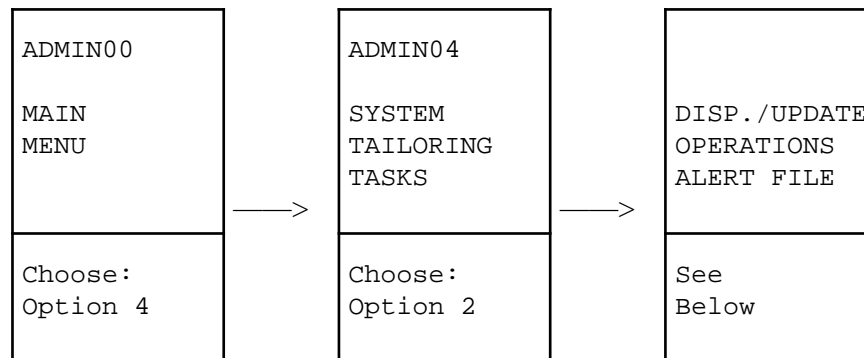 ADMIN00
MAIN
MENU
Choose:
Option 4
ADMIN04
SYSTEM
TAILORING
TASKS
Choose:
Option 2
DISP./UPDATE
OPERATIONS
ALERT FILE
See
Below